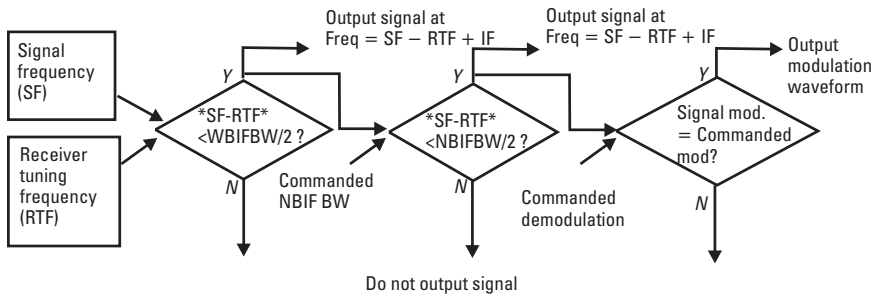 Signal
frequency
(SF)
Receiver
tuning
frequency
(RTF)
Output signal at
Freq = SF − RTF + IF
Y
*SF-RTF*
<WBIFBW/2 ?
N
Commanded
NBIF BW
Output signal at
Freq = SF − RTF + IF
Y
*SF-RTF*
<NBIFBW/2 ?
N
Commanded
demodulation
Y
Signal mod.
= Commanded
mod?
N
Output
modulation
waveform
Do not output signal